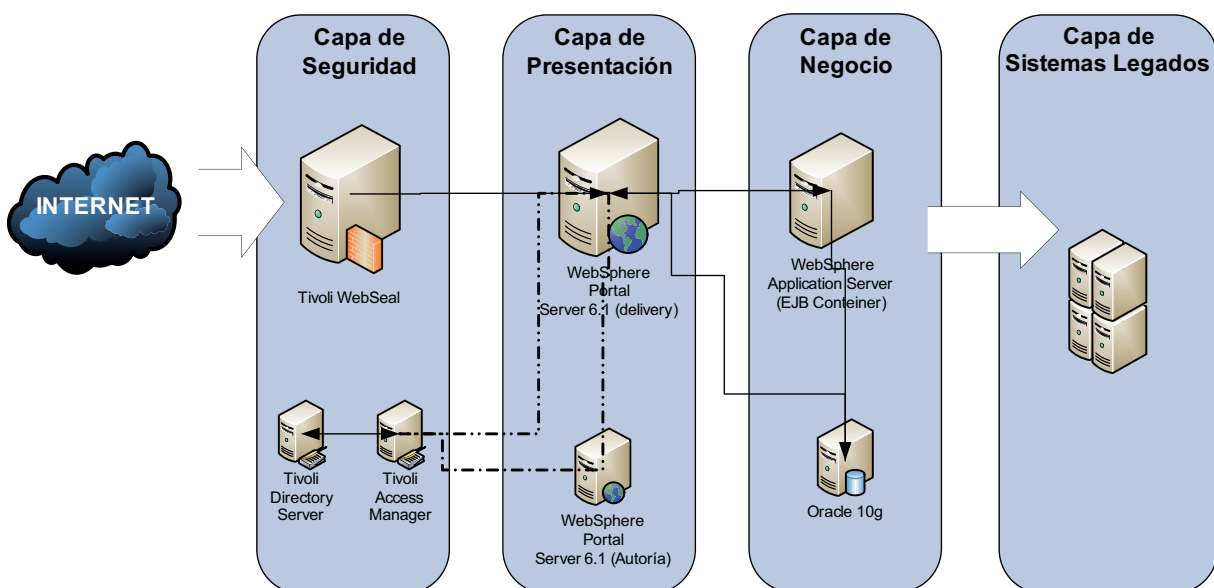 Capa de
Seguridad
Capa de
Presentación
Capa de
Negocio
Capa de
Sistemas Legados
INTERNET
Tivoli WebSeal
WebSphere
Portal
Server 6.1 (delivery)
WebSphere
Application Server
(EJB Conteiner)
Tivoli
Directory
Server
Tivoli
Access
Manager
WebSphere
Portal
Server 6.1 (Autoría)
Oracle 10g